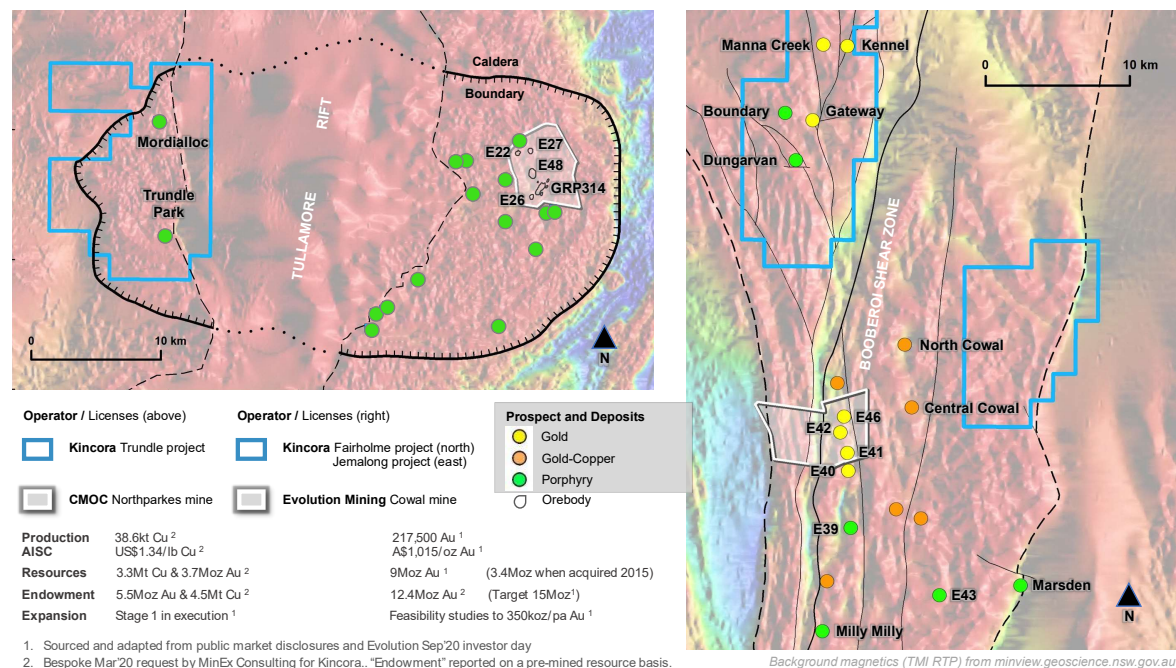 Caldera
Boundary
RIFT
TULLAMORE
Mordialloc
Trundle
Park
E22
E27
E48
GRP314
E26
0 10 km
N
Manna Creek
Kennel
0 10 km
Boundary
Gateway
Dungarvan
BOOBEROI SHEAR ZONE
North Cowal
Central Cowal
E46
E42
E41
E40
E39
E43
Marsden
Milly Milly
N
Operator / Licenses (above)
Kincora Trundle project
CMOC Northparkes mine
Operator / Licenses (right)
Kincora Fairholme project (north)
Jemalong project (east)
Evolution Mining Cowal mine
Prospect and Deposits
Gold
Gold-Copper
Porphyry
Orebody
Production 38.6kt Cu 2 217,500 Au 1
AISC US$1.34/lb Cu 2 A$1,015/oz Au 1
Resources 3.3Mt Cu & 3.7Moz Au 2 9Moz Au 1 (3.4Moz when acquired 2015)
Endowment 5.5Moz Au & 4.5Mt Cu 2 12.4Moz Au 2 (Target 15Moz1)
Expansion Stage 1 in execution 1 Feasibility studies to 350koz/pa Au 1
1. Sourced and adapted from public market disclosures and Evolution Sep'20 investor day
2. Bespoke Mar'20 request by MinEx Consulting for Kincora,. "Endowment" reported on a pre-mined resource basis.
Background magnetics (TMI RTP) from minview.geoscience.nsw.gov.au